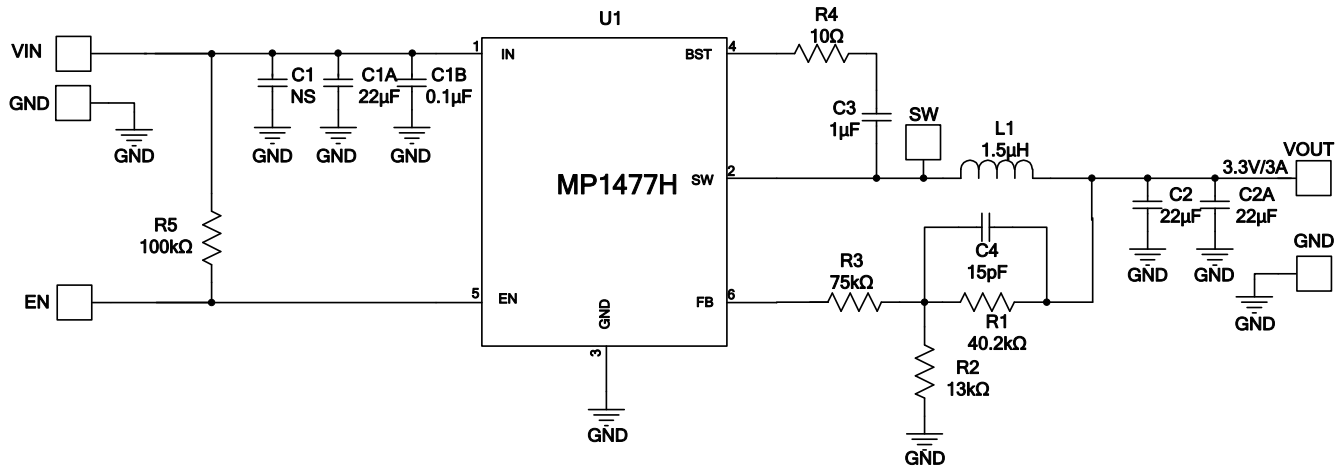 U1
VIN
GND
GND
C1
NS
GND
C1A
22µF
GND
C1B
0.1µF
GND
R5
100kΩ
EN
1
IN
5
EN
MP1477H
GND
3
GND
BST
4
SW
2
FB
6
R4
10Ω
C3
1µF
SW
L1
1.5µH
3.3V/3A
VOUT
C2
22µF
GND
C2A
22µF
GND
GND
GND
C4
15pF
R3
75kΩ
R1
40.2kΩ
R2
13kΩ
GND